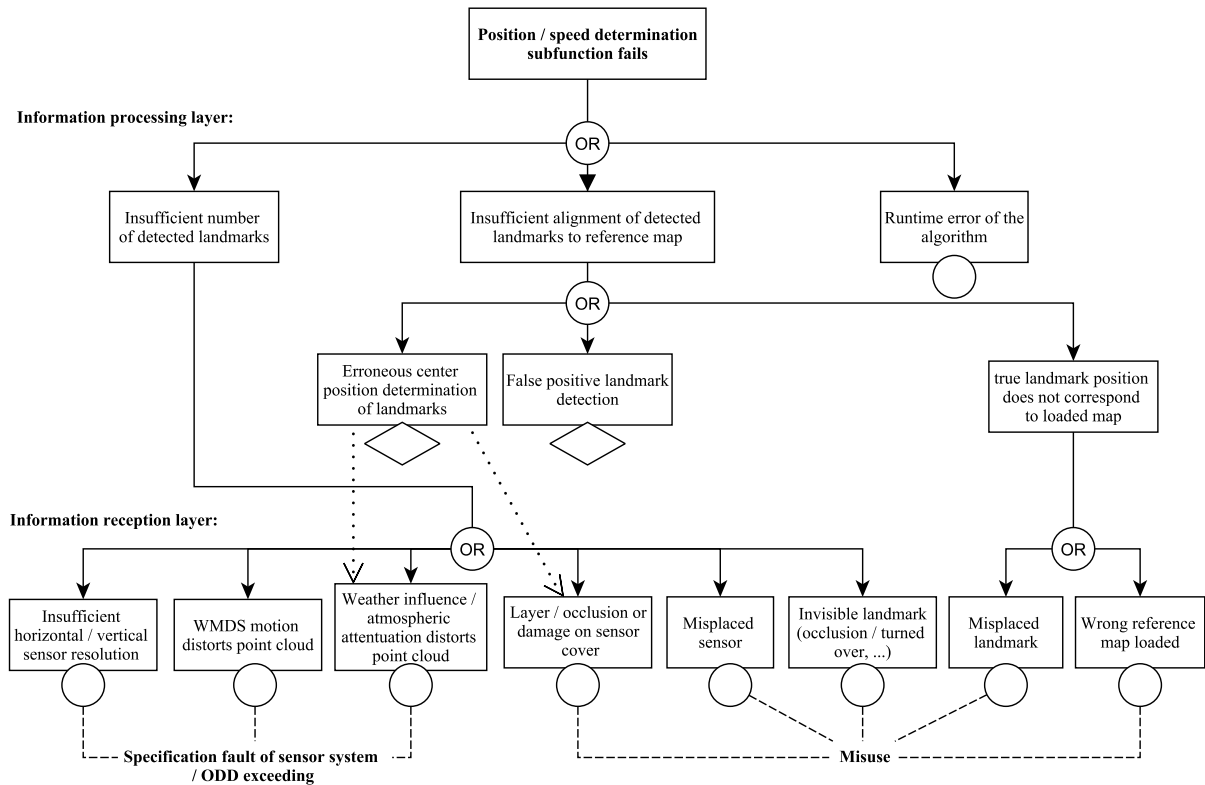 Position / speed determination
subfunction fails
Information processing layer:
OR
Insufficient number
of detected landmarks
Insufficient alignment of detected
landmarks to reference map
Runtime error of the
algorithm
OR
Erroneous center
position determination
of landmarks
False positive landmark
detection
true landmark position
does not correspond
to loaded map
Information reception layer:
OR
OR
Insufficient
horizontal / vertical
sensor resolution
WMDS motion
distorts point cloud
Weather influence /
atmospheric
attentuation distorts
point cloud
Layer / occlusion or
damage on sensor
cover
Misplaced
sensor
Invisible landmark
(occlusion / turned
over, ...)
Misplaced
landmark
Wrong reference
map loaded
Specification fault of sensor system
/ ODD exceeding
Misuse